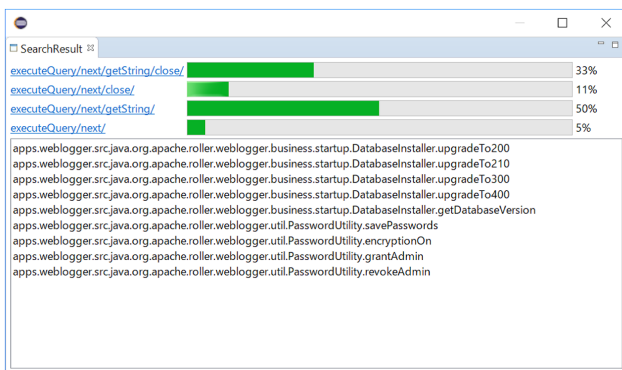 SearchResult
executeQuery/next/getString/close/ 33%
executeQuery/next/close/ 11%
executeQuery/next/getString/ 50%
executeQuery/next/ 5%
apps.weblogger.src.java.org.apache.roller.weblogger.business.startup.DatabaseInstaller.upgradeTo200
apps.weblogger.src.java.org.apache.roller.weblogger.business.startup.DatabaseInstaller.upgradeTo210
apps.weblogger.src.java.org.apache.roller.weblogger.business.startup.DatabaseInstaller.upgradeTo300
apps.weblogger.src.java.org.apache.roller.weblogger.business.startup.DatabaseInstaller.upgradeTo400
apps.weblogger.src.java.org.apache.roller.weblogger.business.startup.DatabaseInstaller.getDatabaseVersion
apps.weblogger.src.java.org.apache.roller.weblogger.util.PasswordUtility.savePasswords
apps.weblogger.src.java.org.apache.roller.weblogger.util.PasswordUtility.encryptionOn
apps.weblogger.src.java.org.apache.roller.weblogger.util.PasswordUtility.grantAdmin
apps.weblogger.src.java.org.apache.roller.weblogger.util.PasswordUtility.revokeAdmin